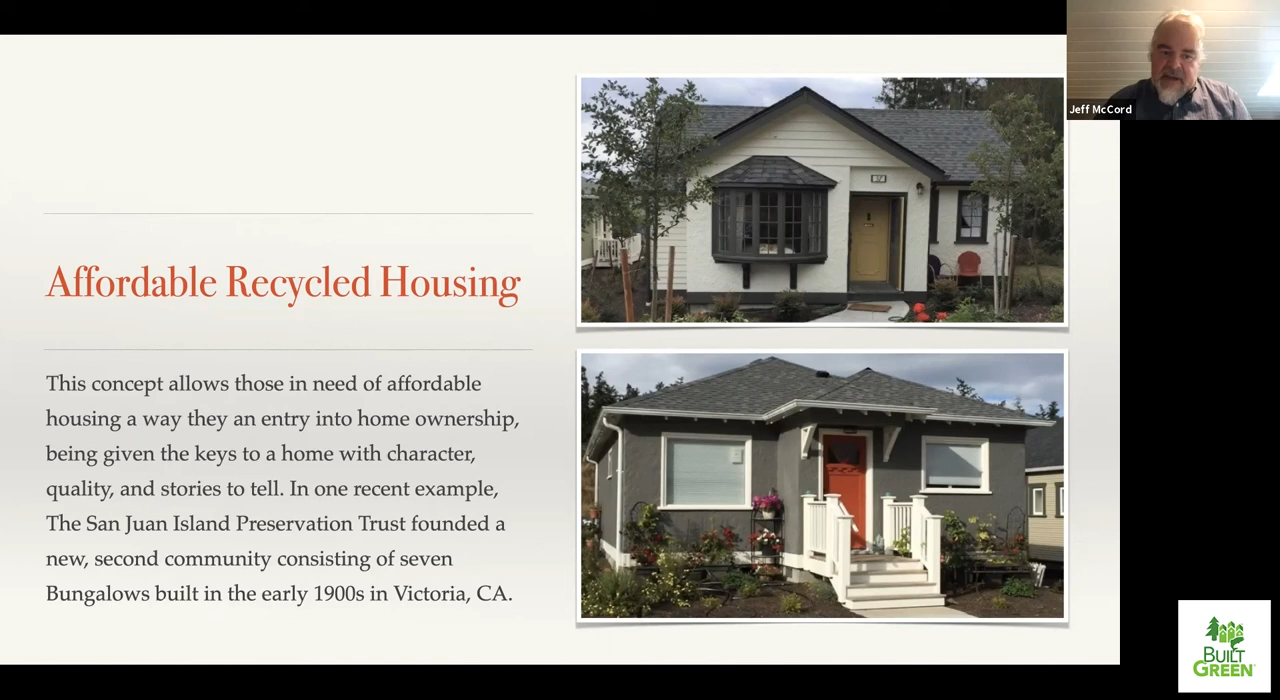 Affordable Recycled Housing
This concept allows those in need of affordable
housing a way they an entry into home ownership,
being given the keys to a home with character,
quality, and stories to tell. In one recent example,
The San Juan Island Preservation Trust founded a
new, second community consisting of seven
Bungalows built in the early 1900s in Victoria, CA.
Jeff McCord
BUILT
GREEN